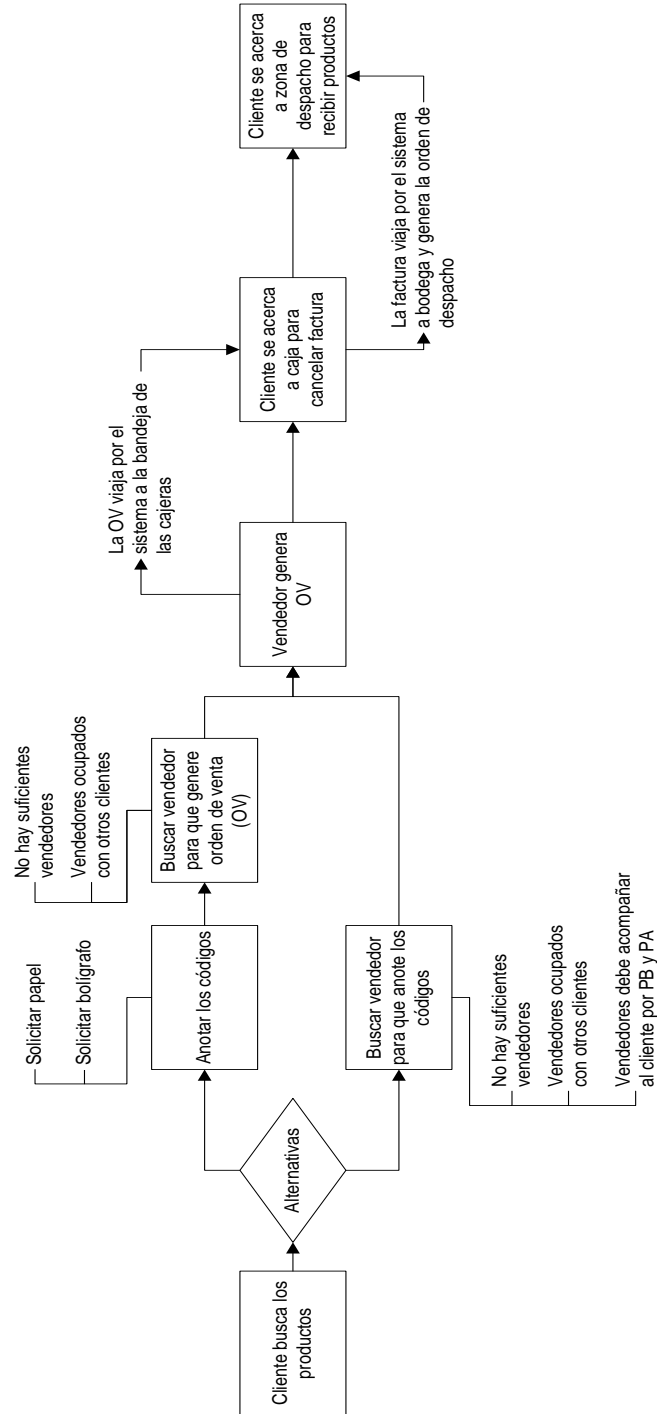 Cliente busca los
productos
Alternativas
Solicitar papel
Solicitar bolígrafo
Anotar los códigos
No hay suficientes
vendedores
Vendedores ocupados
con otros clientes
Buscar vendedor
para que genere
orden de venta
(OV)
Buscar vendedor
para que anote los
códigos
No hay suficientes
vendedores
Vendedores ocupados
con otros clientes
Vendedores debe acompañar
al cliente por PB y PA
Vendedor genera
OV
La OV viaja por el
sistema a la bandeja de
las cajeras
Cliente se acerca
a caja para
cancelar factura
La factura viaja por el sistema
a bodega y genera la orden de
despacho
Cliente se acerca
a zona de
despacho para
recibir productos